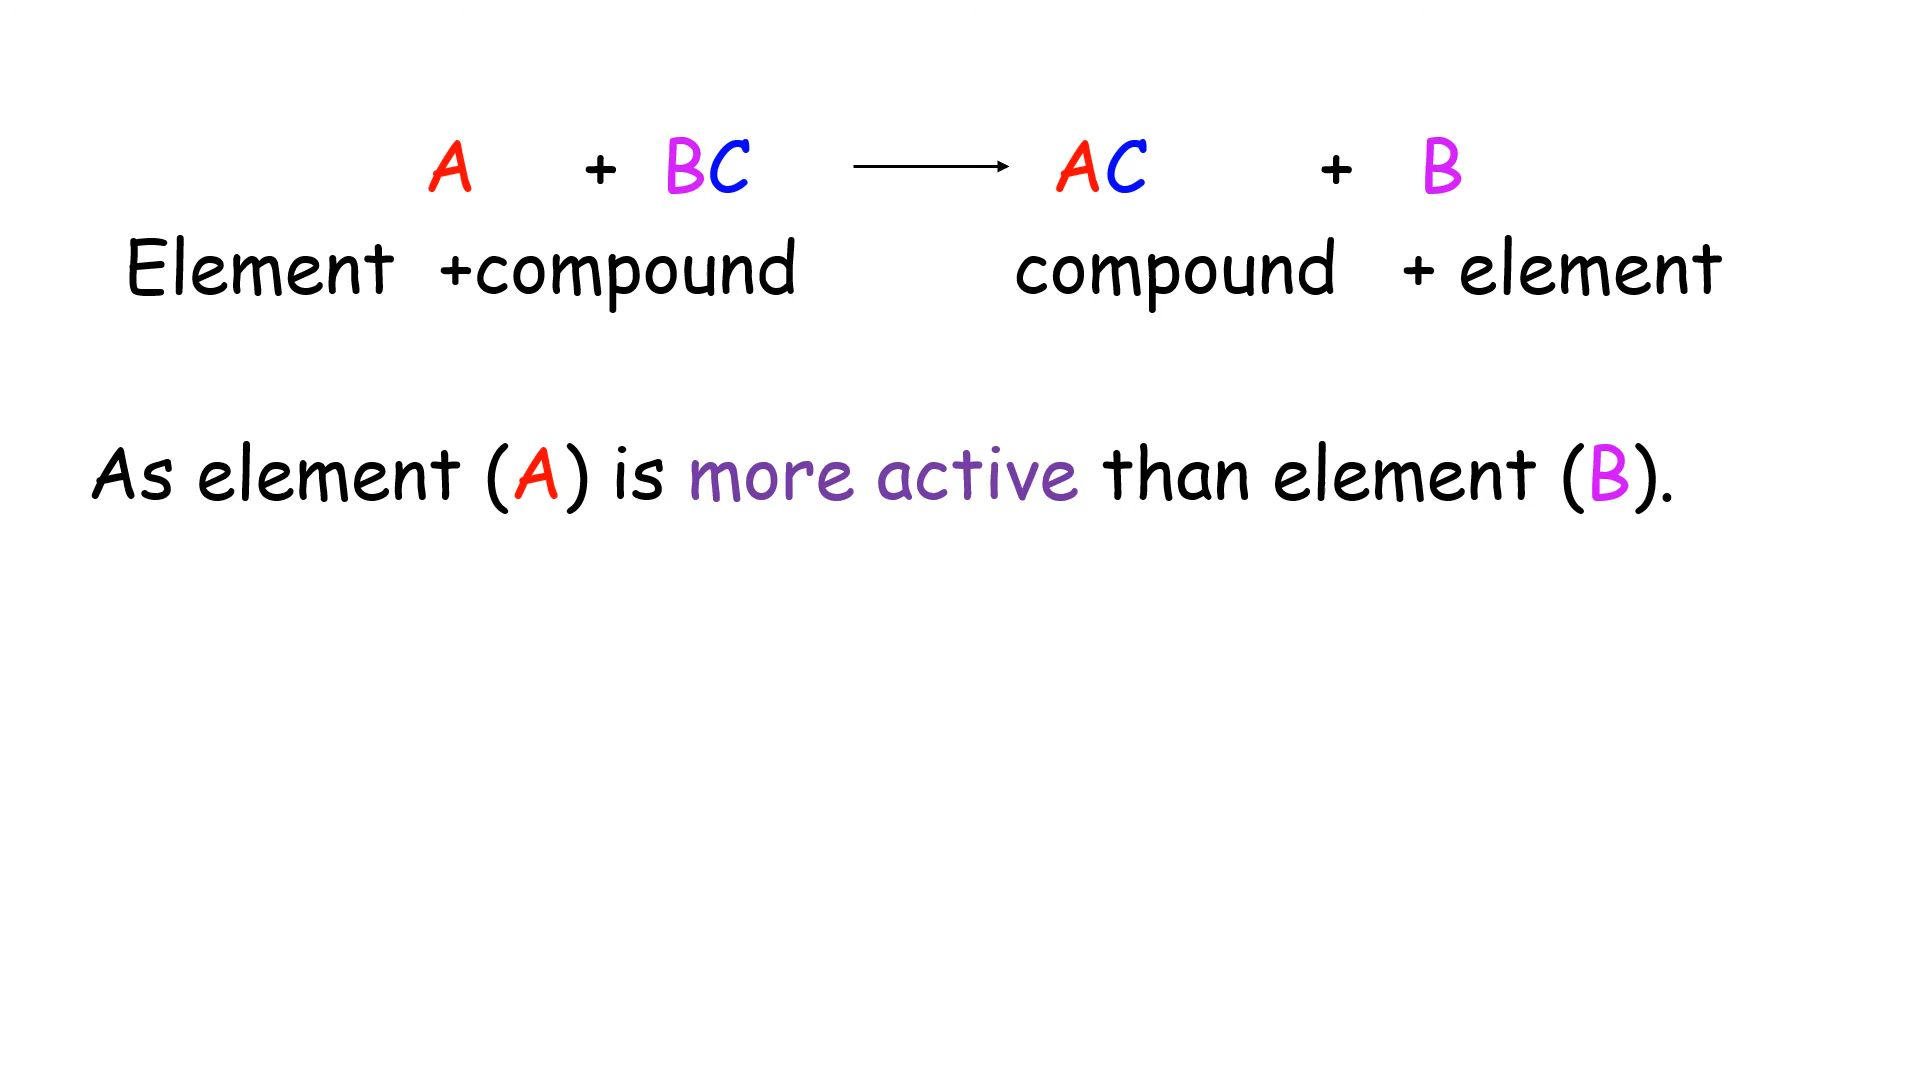 A + BC → AC + B
Element +compound compound + element
As element (A) is more active than element (B).